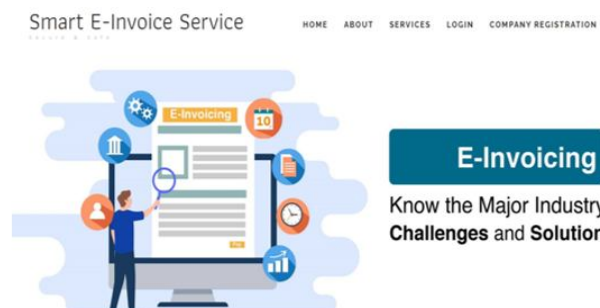 Smart E-Invoice Service
HOME ABOUT SERVICES LOGIN COMPANY REGISTRATION
E-Invoicing
10
E-Invoicing
Know the Major Industry
Challenges and Solution